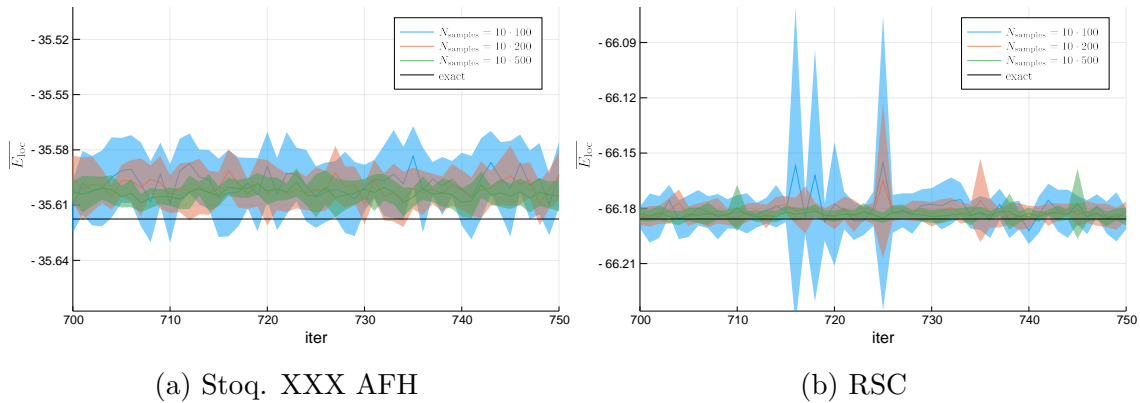 - 35.52
- 35.55
- 35.58
- 35.61
- 35.64
E_loc
N_samples = 10 · 100
N_samples = 10 · 200
N_samples = 10 · 500
exact
700 710 720 730 740 750
iter
(a) Stoq. XXX AFH
- 66.09
- 66.12
- 66.15
- 66.18
- 66.21
E_loc
N_samples = 10 · 100
N_samples = 10 · 200
N_samples = 10 · 500
exact
700 710 720 730 740 750
iter
(b) RSC